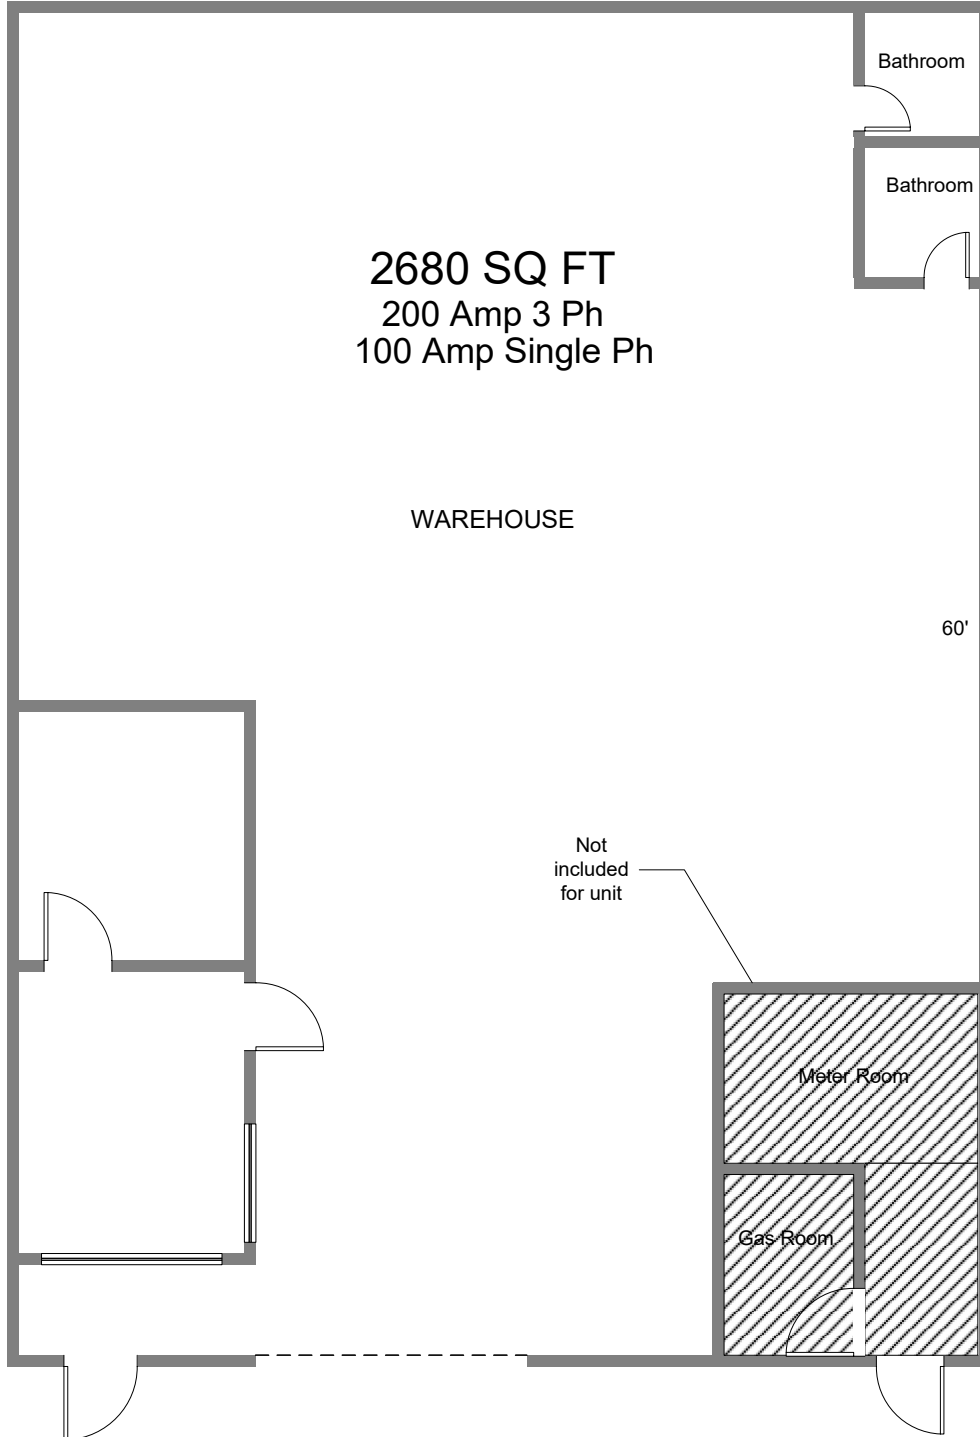 Bathroom
Bathroom
2680 SQ FT
200 Amp 3 Ph
100 Amp Single Ph
WAREHOUSE
60'
Not
included
for unit
Meter Room
Gas Room